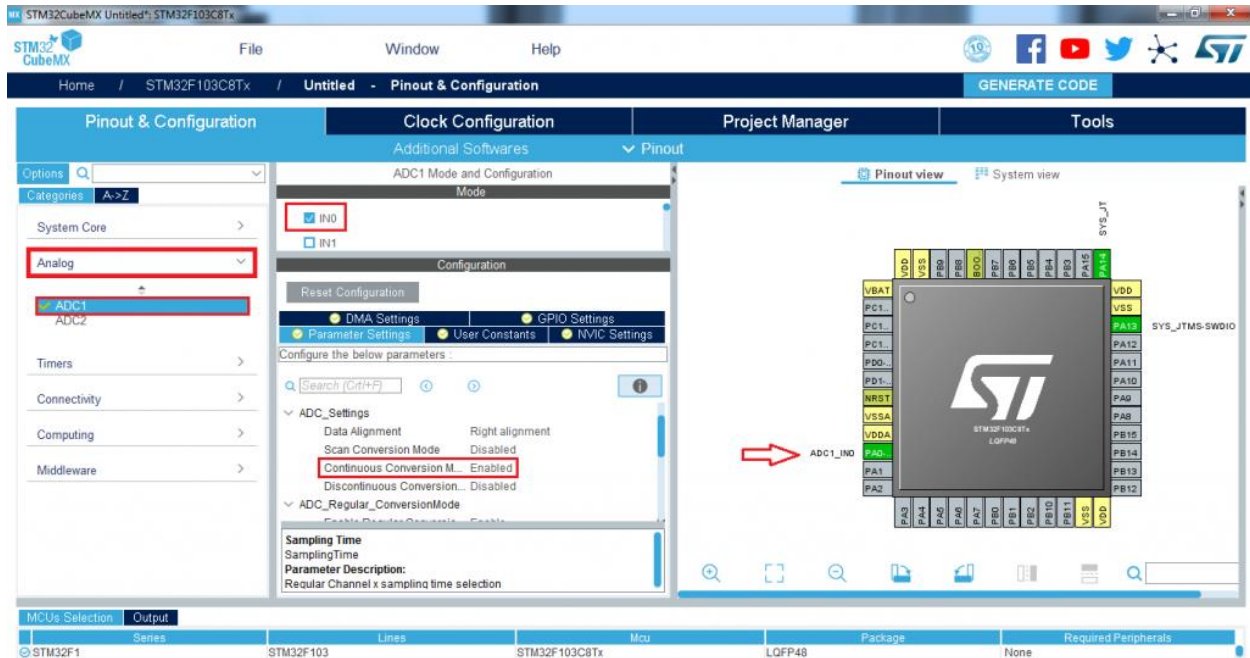 STM32CubeMX Untitled*: STM32F103C8Tx
STM32 CubeMX File Window Help
Home / STM32F103C8Tx / Untitled - Pinout & Configuration GENERATE CODE
Pinout & Configuration Clock Configuration Project Manager Tools
Additional Softwares Pinout
Options
Categories A->Z
System Core
Analog
ADC1
ADC2
Timers
Connectivity
Computing
Middleware
ADC1 Mode and Configuration
Mode
IN0
IN1
Configuration
Reset Configuration
DMA Settings GPIO Settings
Parameter Settings User Constants NVIC Settings
Configure the below parameters :
Search (Crtl+F)
ADC_Settings
Data Alignment Right alignment
Scan Conversion Mode Disabled
Continuous Conversion M... Enabled
Discontinuous Conversion... Disabled
ADC_Regular_ConversionMode
Sampling Time
SamplingTime
Parameter Description:
Regular Channel x sampling time selection
Pinout view System view
SYS_JT
VDD VSS PB9 PB8 BOO. PB7 PB6 PB5 PB4 PB3 PA15 PA14
VBAT
PC1..
PC1..
PC1..
PD0-..
PD1-..
NRST
VSSA
VDDA
ADC1_IN0 PA0-..
PA1
PA2
STM32F103C8Tx
LQFP48
VDD
VSS
PA13 SYS_JTMS-SWDIO
PA12
PA11
PA10
PA9
PA8
PB15
PB14
PB13
PB12
PA3 PA4 PA5 PA6 PA7 PB0 PB1 PB2 PB10 PB11 VSS VDD
MCUs Selection Output
Series Lines Mcu Package Required Peripherals
STM32F1 STM32F103 STM32F103C8Tx LQFP48 None